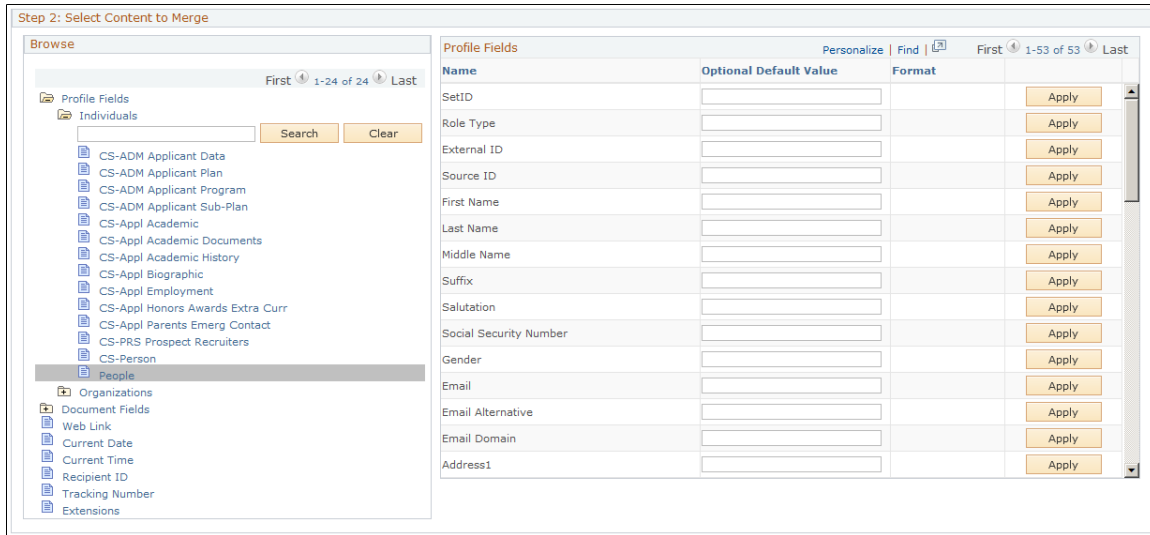 Step 2: Select Content to Merge
Browse
First 1-24 of 24 Last
Profile Fields
Individuals
Search Clear
CS-ADM Applicant Data
CS-ADM Applicant Plan
CS-ADM Applicant Program
CS-ADM Applicant Sub-Plan
CS-Appl Academic
CS-Appl Academic Documents
CS-Appl Academic History
CS-Appl Biographic
CS-Appl Employment
CS-Appl Honors Awards Extra Curr
CS-Appl Parents Emerg Contact
CS-PRS Prospect Recruiters
CS-Person
People
Organizations
Document Fields
Web Link
Current Date
Current Time
Recipient ID
Tracking Number
Extensions
Profile Fields Personalize | Find | First 1-53 of 53 Last
Name Optional Default Value Format
SetID Apply
Role Type Apply
External ID Apply
Source ID Apply
First Name Apply
Last Name Apply
Middle Name Apply
Suffix Apply
Salutation Apply
Social Security Number Apply
Gender Apply
Email Apply
Email Alternative Apply
Email Domain Apply
Address1 Apply